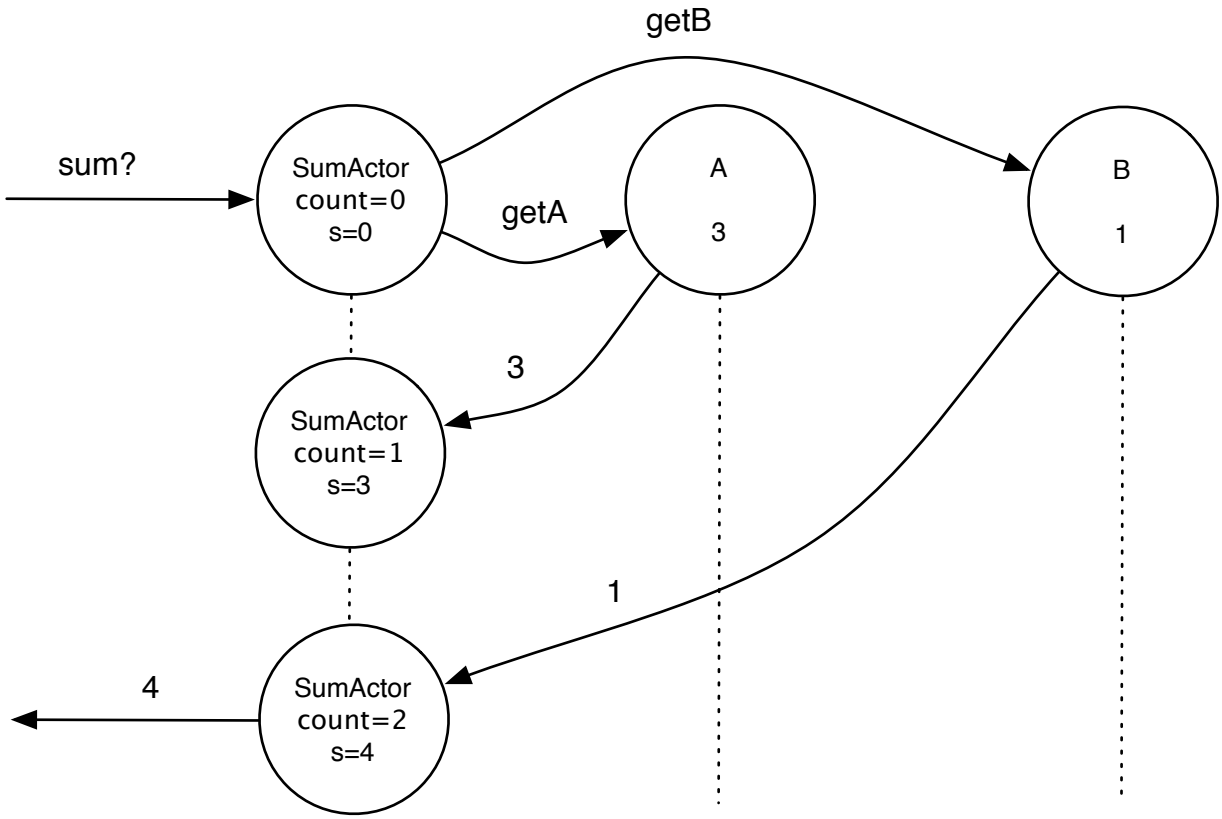 getB
sum?
SumActor
count=0
s=0
getA
A
3
B
1
3
SumActor
count=1
s=3
1
4
SumActor
count=2
s=4